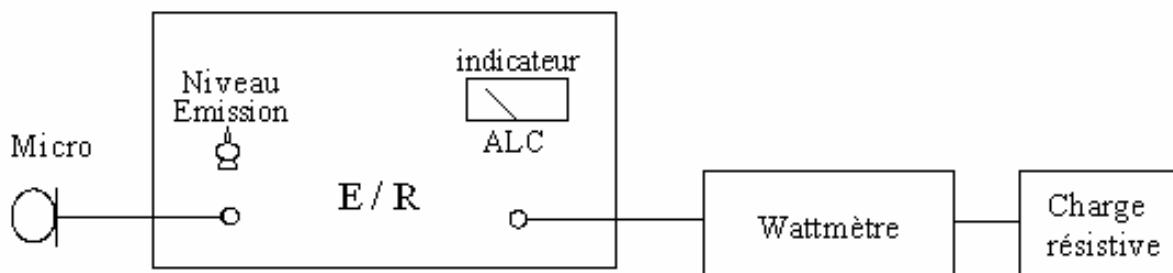 Micro
Niveau
Emission
indicateur
ALC
E / R
Wattmètre
Charge
résistive